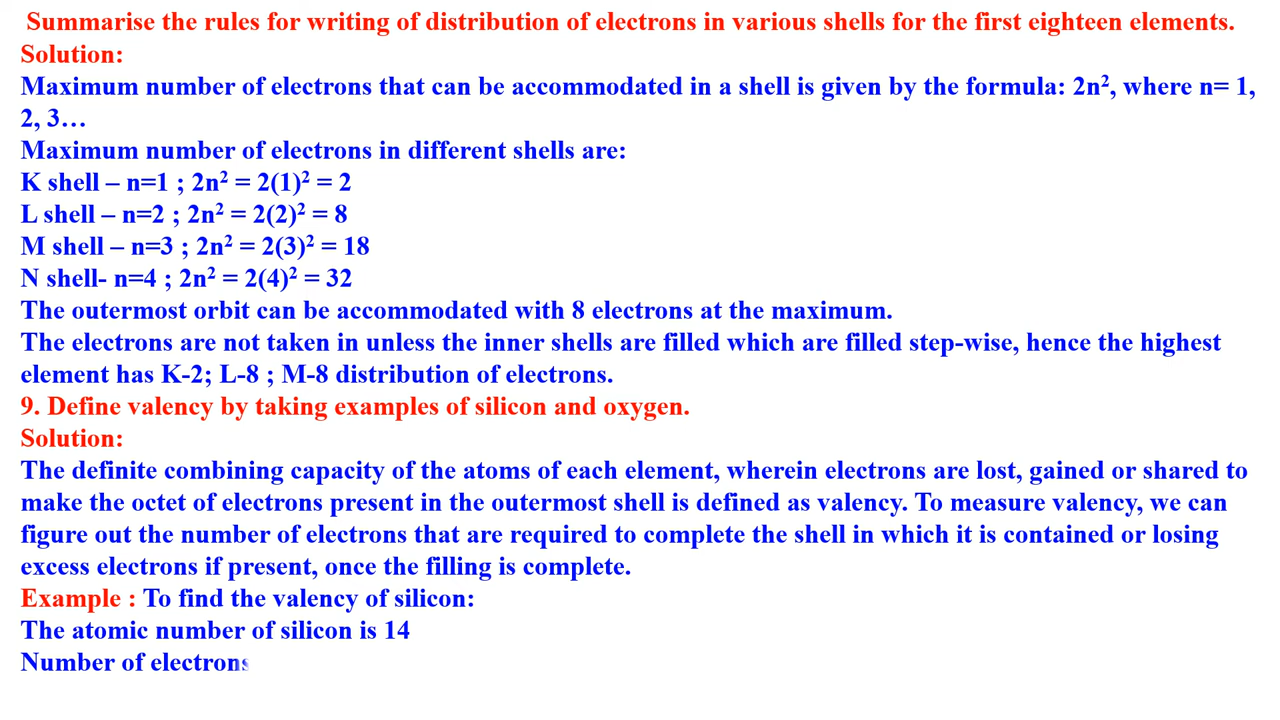 Summarise the rules for writing of distribution of electrons in various shells for the first eighteen elements.
Solution:
Maximum number of electrons that can be accommodated in a shell is given by the formula: 2n², where n= 1,
2, 3…
Maximum number of electrons in different shells are:
K shell – n=1 ; 2n² = 2(1)² = 2
L shell – n=2 ; 2n² = 2(2)² = 8
M shell – n=3 ; 2n² = 2(3)² = 18
N shell- n=4 ; 2n² = 2(4)² = 32
The outermost orbit can be accommodated with 8 electrons at the maximum.
The electrons are not taken in unless the inner shells are filled which are filled step-wise, hence the highest
element has K-2; L-8 ; M-8 distribution of electrons.
9. Define valency by taking examples of silicon and oxygen.
Solution:
The definite combining capacity of the atoms of each element, wherein electrons are lost, gained or shared to
make the octet of electrons present in the outermost shell is defined as valency. To measure valency, we can
figure out the number of electrons that are required to complete the shell in which it is contained or losing
excess electrons if present, once the filling is complete.
Example : To find the valency of silicon:
The atomic number of silicon is 14
Number of electrons